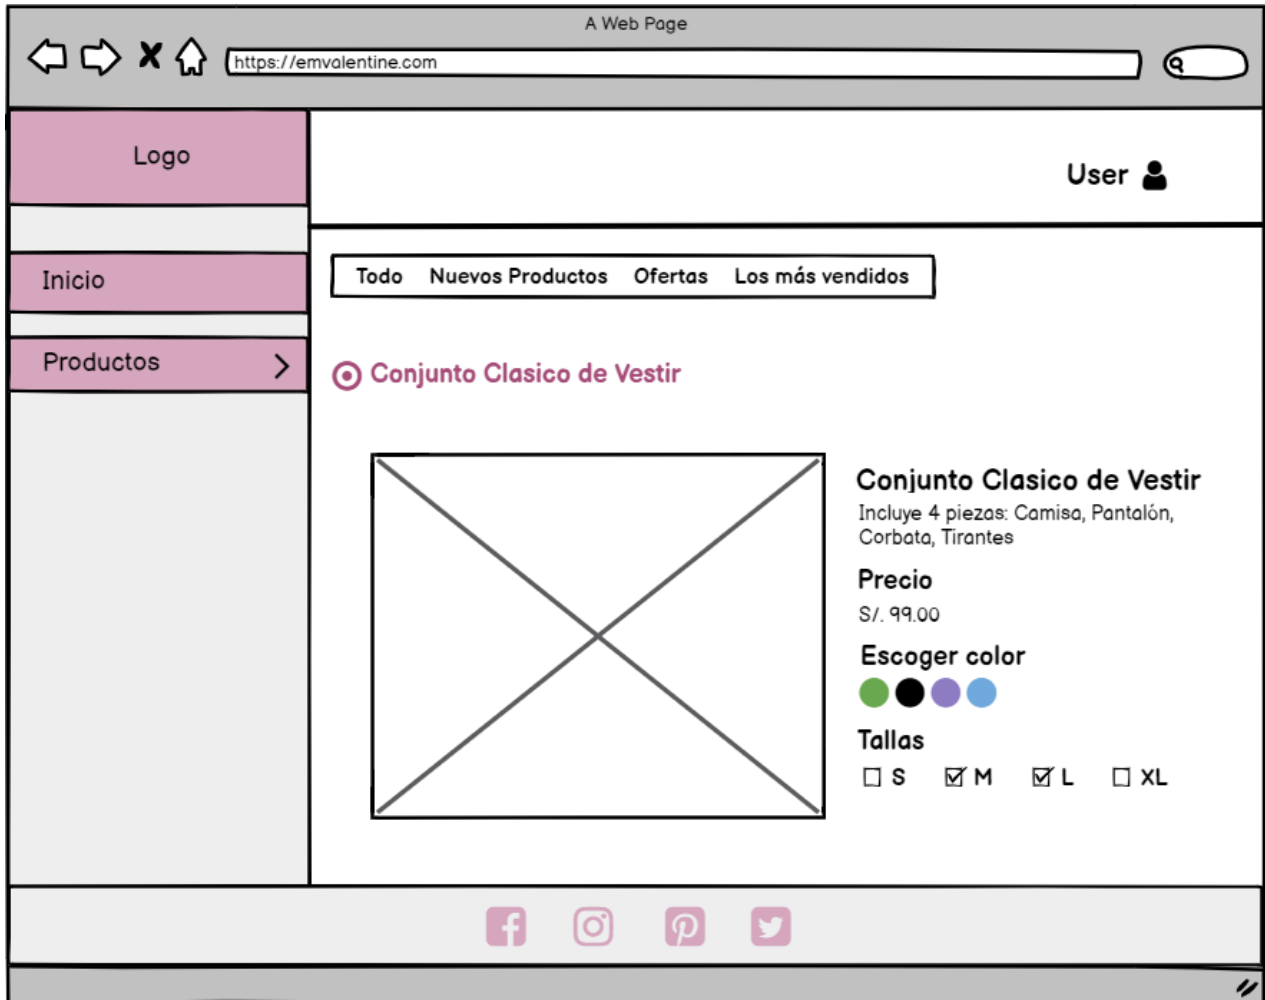 A Web Page
https://emvalentine.com
Logo
User
Inicio
Todo Nuevos Productos Ofertas Los más vendidos
Productos
Conjunto Clasico de Vestir
Conjunto Clasico de Vestir
Incluye 4 piezas: Camisa, Pantalón,
Corbata, Tirantes
Precio
S/. 99.00
Escoger color
Tallas
S M L XL